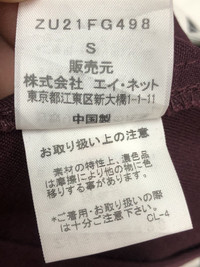 ZU21FG498
S
販売元
株式会社 エイ・ネット
東京都江東区新大橋1-1-11
中国製
お取り扱い上の注意
素材の特性上、濃色品
は摩擦により他の物に色
移りする事があります。
*ご着用・お取り扱いの際
は十分ご注意下さい。
CL-4